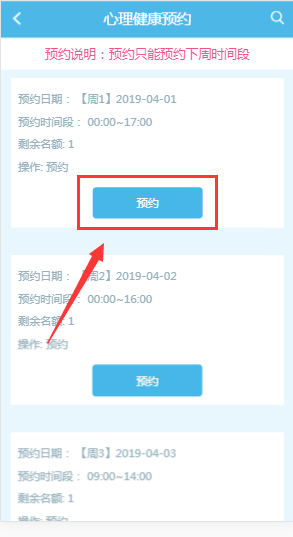 心理健康预约
预约说明：预约只能预约下周时间段
预约日期： 【周1】2019-04-01
预约时间段： 00:00~17:00
剩余名额: 1
操作: 预约
预约
预约日期： 【周2】2019-04-02
预约时间段： 00:00~16:00
剩余名额: 1
操作: 预约
预约
预约日期： 【周3】2019-04-03
预约时间段： 09:00~14:00
剩余名额: 1
操作: 预约